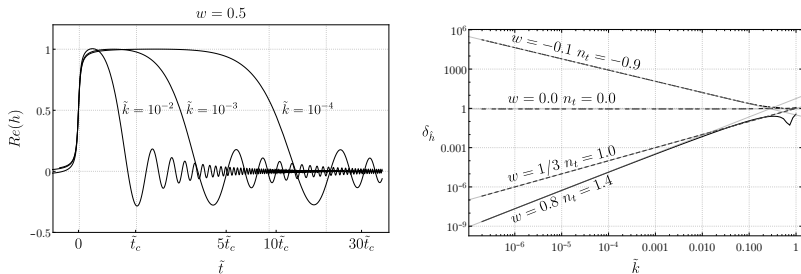 w = 0.5
1
0.5
0
−0.5
Re(h)
k̃ = 10⁻²
k̃ = 10⁻³
k̃ = 10⁻⁴
0
t̃_c
5t̃_c
10t̃_c
30t̃_c
t̃
10⁶
1000
1
0.001
10⁻⁶
10⁻⁹
δ_ĥ
w = −0.1 n_t = −0.9
w = 0.0 n_t = 0.0
w = 1/3 n_t = 1.0
w = 0.8 n_t = 1.4
10⁻⁶
10⁻⁵
10⁻⁴
0.001
0.010
0.100
1
k̃